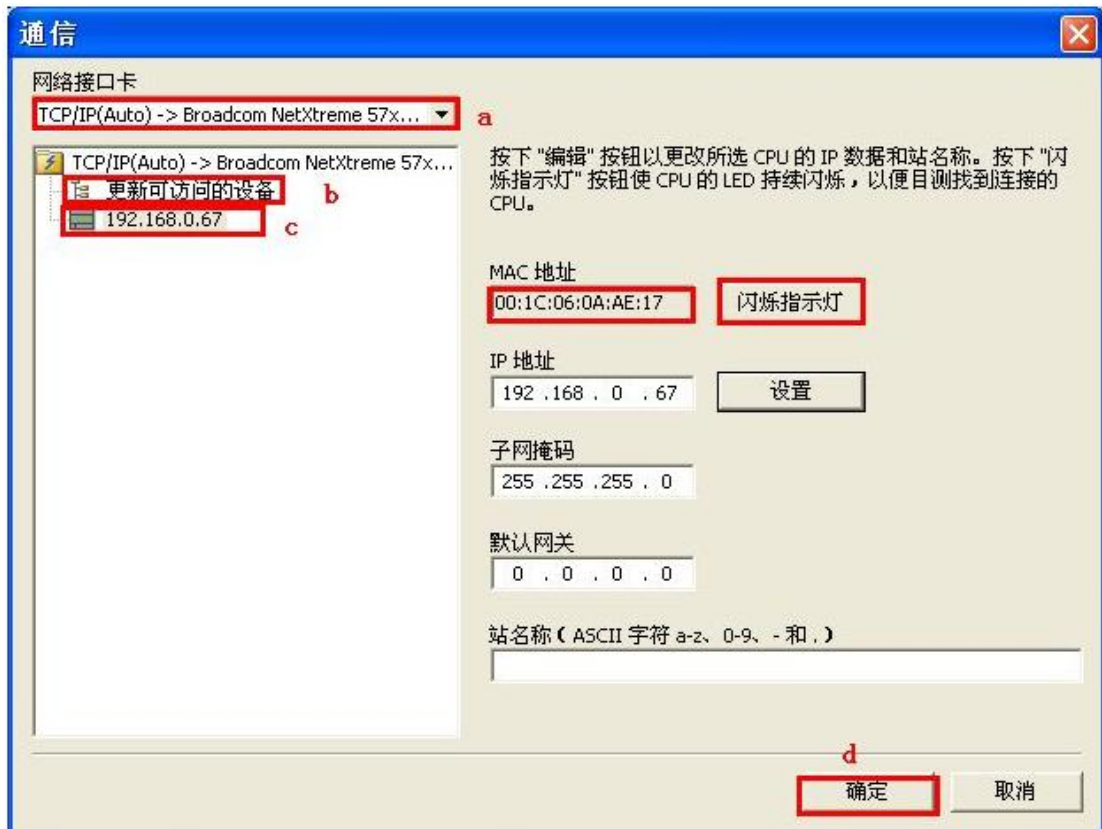 通信
网络接口卡
TCP/IP(Auto) -> Broadcom NetXtreme 57x...
a
TCP/IP(Auto) -> Broadcom NetXtreme 57x...
更新可访问的设备
b
192.168.0.67
c
按下 "编辑" 按钮以更改所选 CPU 的 IP 数据和站名称。按下 "闪
烁指示灯" 按钮使 CPU 的 LED 持续闪烁，以便目测找到连接的
CPU。
MAC 地址
00:1C:06:0A:AE:17
闪烁指示灯
IP 地址
192 .168 . 0 . 67
设置
子网掩码
255 .255 .255 . 0
默认网关
0 . 0 . 0 . 0
站名称（ASCII 字符 a-z、0-9、- 和 .）
d
确定
取消